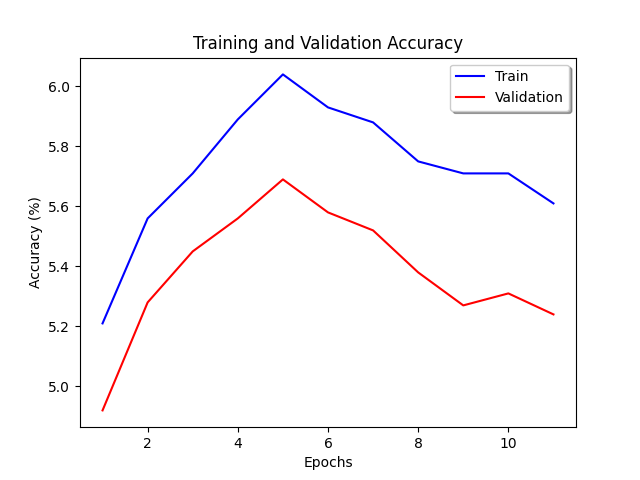 Training and Validation Accuracy
Train
Validation
6.0
5.8
5.6
5.4
5.2
5.0
Accuracy (%)
2
4
6
8
10
Epochs